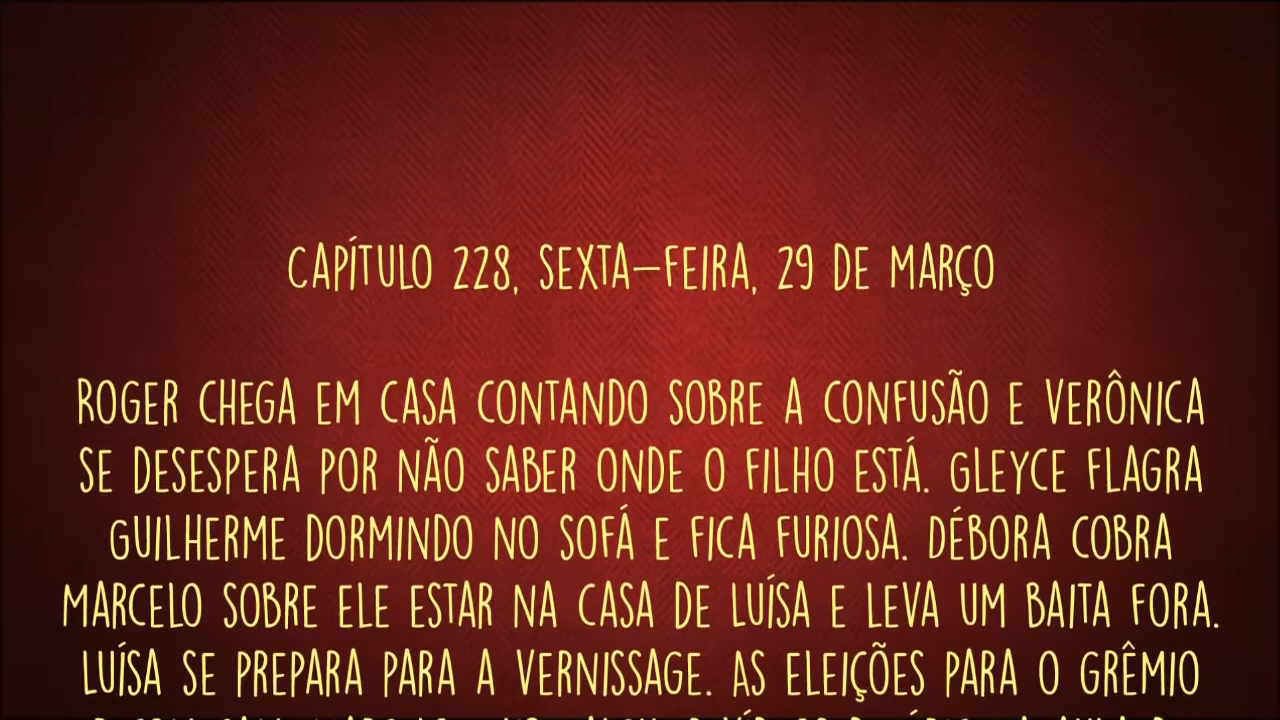 CAPÍTULO 228, SEXTA-FEIRA, 29 DE MARÇO
ROGER CHEGA EM CASA CONTANDO SOBRE A CONFUSÃO E VERÔNICA
SE DESESPERA POR NÃO SABER ONDE O FILHO ESTÁ. GLEYCE FLAGRA
GUILHERME DORMINDO NO SOFÁ E FICA FURIOSA. DÉBORA COBRA
MARCELO SOBRE ELE ESTAR NA CASA DE LUÍSA E LEVA UM BAITA FORA.
LUÍSA SE PREPARA PARA A VERNISSAGE. AS ELEIÇÕES PARA O GRÊMIO